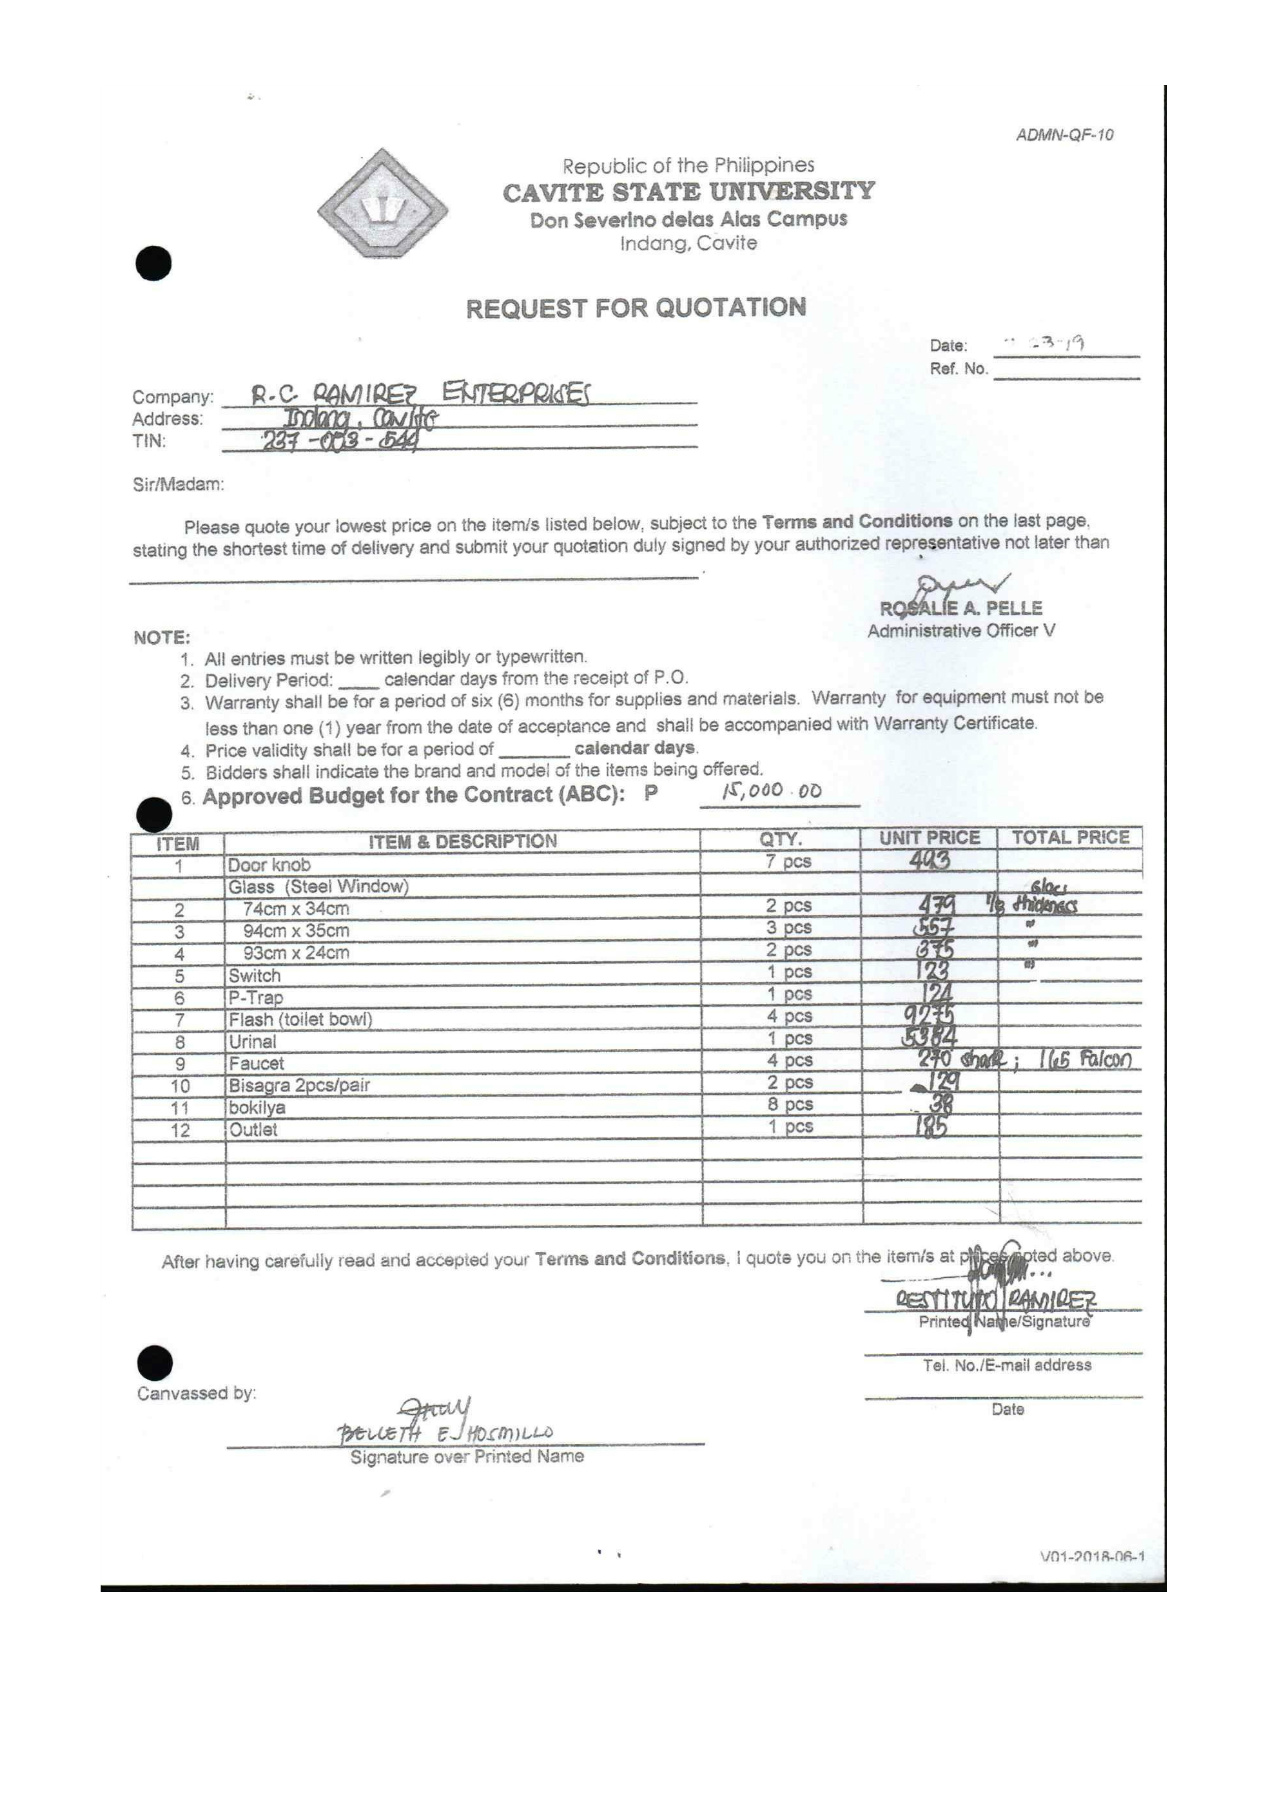 ADMN-QF-10
Republic of the Philippines
CAVITE STATE UNIVERSITY
Don Severino delas Alas Campus
Indang, Cavite
REQUEST FOR QUOTATION
Date: 23-19
Ref. No.
Company: R.C. RAMIREZ ENTERPRISES
Address: Indang, Cavite
TIN: 237-003-544
Sir/Madam:
Please quote your lowest price on the item/s listed below, subject to the Terms and Conditions on the last page,
stating the shortest time of delivery and submit your quotation duly signed by your authorized representative not later than
ROSALIE A. PELLE
Administrative Officer V
NOTE:
1. All entries must be written legibly or typewritten.
2. Delivery Period: ____ calendar days from the receipt of P.O.
3. Warranty shall be for a period of six (6) months for supplies and materials. Warranty for equipment must not be
less than one (1) year from the date of acceptance and shall be accompanied with Warranty Certificate.
4. Price validity shall be for a period of _______ calendar days.
5. Bidders shall indicate the brand and model of the items being offered.
6. Approved Budget for the Contract (ABC): P 15,000.00
ITEM ITEM & DESCRIPTION QTY. UNIT PRICE TOTAL PRICE
1 Door knob 7 pcs 493
Glass (Steel Window) Glass
2 74cm x 34cm 2 pcs 479 1/8 thickness
3 94cm x 35cm 3 pcs 557 "
4 93cm x 24cm 2 pcs 375 "
5 Switch 1 pcs 123 "
6 P-Trap 1 pcs 124
7 Flash (toilet bowl) 4 pcs 9275
8 Urinal 1 pcs 5384
9 Faucet 4 pcs 270 shark ; 165 Falcon
10 Bisagra 2pcs/pair 2 pcs 129
11 bokilya 8 pcs 38
12 Outlet 1 pcs 185
After having carefully read and accepted your Terms and Conditions, I quote you on the item/s at prices noted above.
RESTITUTO RAMIREZ
Printed Name/Signature
Tel. No./E-mail address
Date
Canvassed by:
BELLETH E. HOSMILLO
Signature over Printed Name
V01-2018-06-1